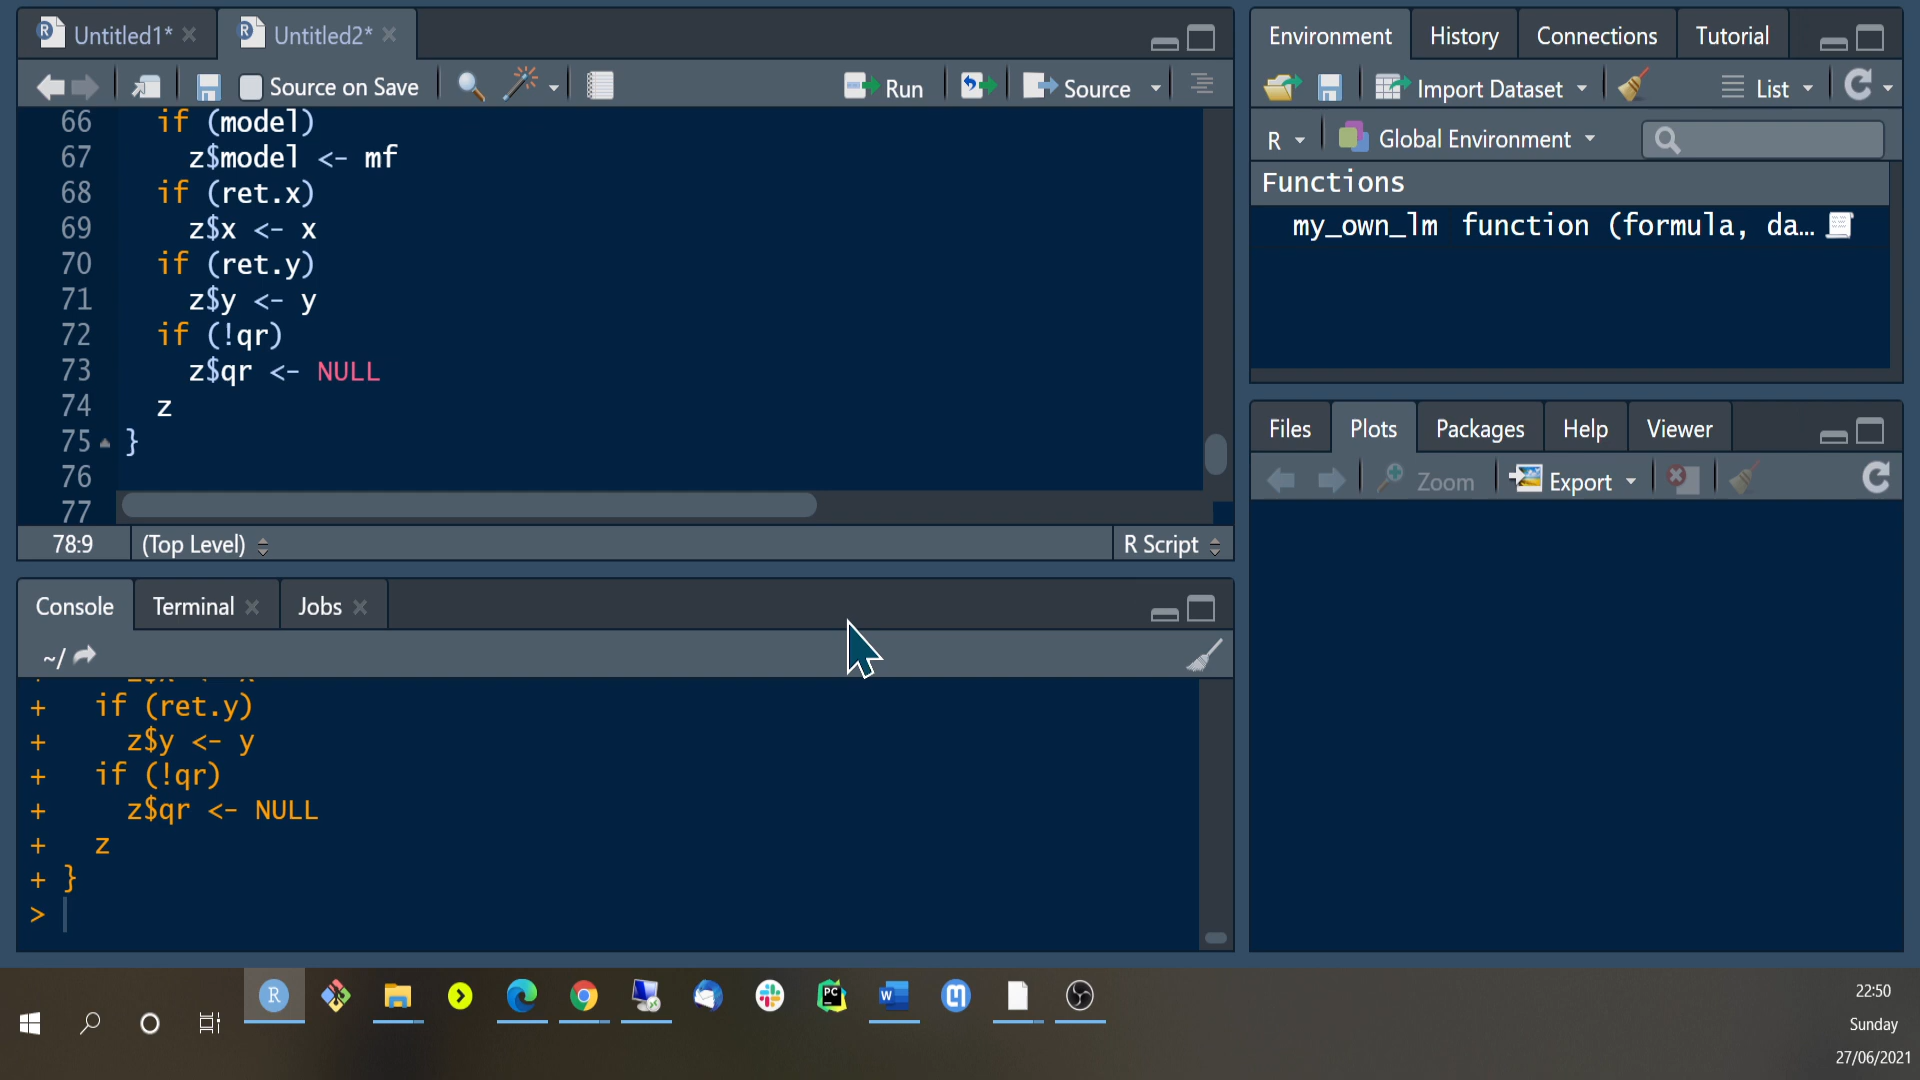 Untitled1*
Untitled2*
Source on Save
Run
Source
66 if (model)
67 z$model <- mf
68 if (ret.x)
69 z$x <- x
70 if (ret.y)
71 z$y <- y
72 if (!qr)
73 z$qr <- NULL
74 z
75 }
76
77
78:9 (Top Level) R Script
Console Terminal Jobs
~/
+ if (ret.y)
+ z$y <- y
+ if (!qr)
+ z$qr <- NULL
+ z
+ }
>
Environment History Connections Tutorial
Import Dataset List
R Global Environment
Functions
my_own_lm function (formula, da…
Files Plots Packages Help Viewer
Zoom Export
22:50
Sunday
27/06/2021